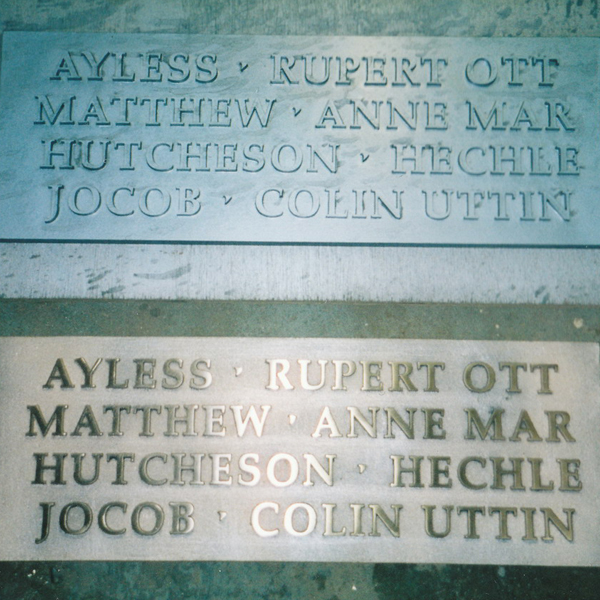 AYLESS · RUPERT OTT
MATTHEW · ANNE MAR
HUTCHESON · HECHLE
JOCOB · COLIN UTTIN
AYLESS · RUPERT OTT
MATTHEW · ANNE MAR
HUTCHESON · HECHLE
JOCOB · COLIN UTTIN